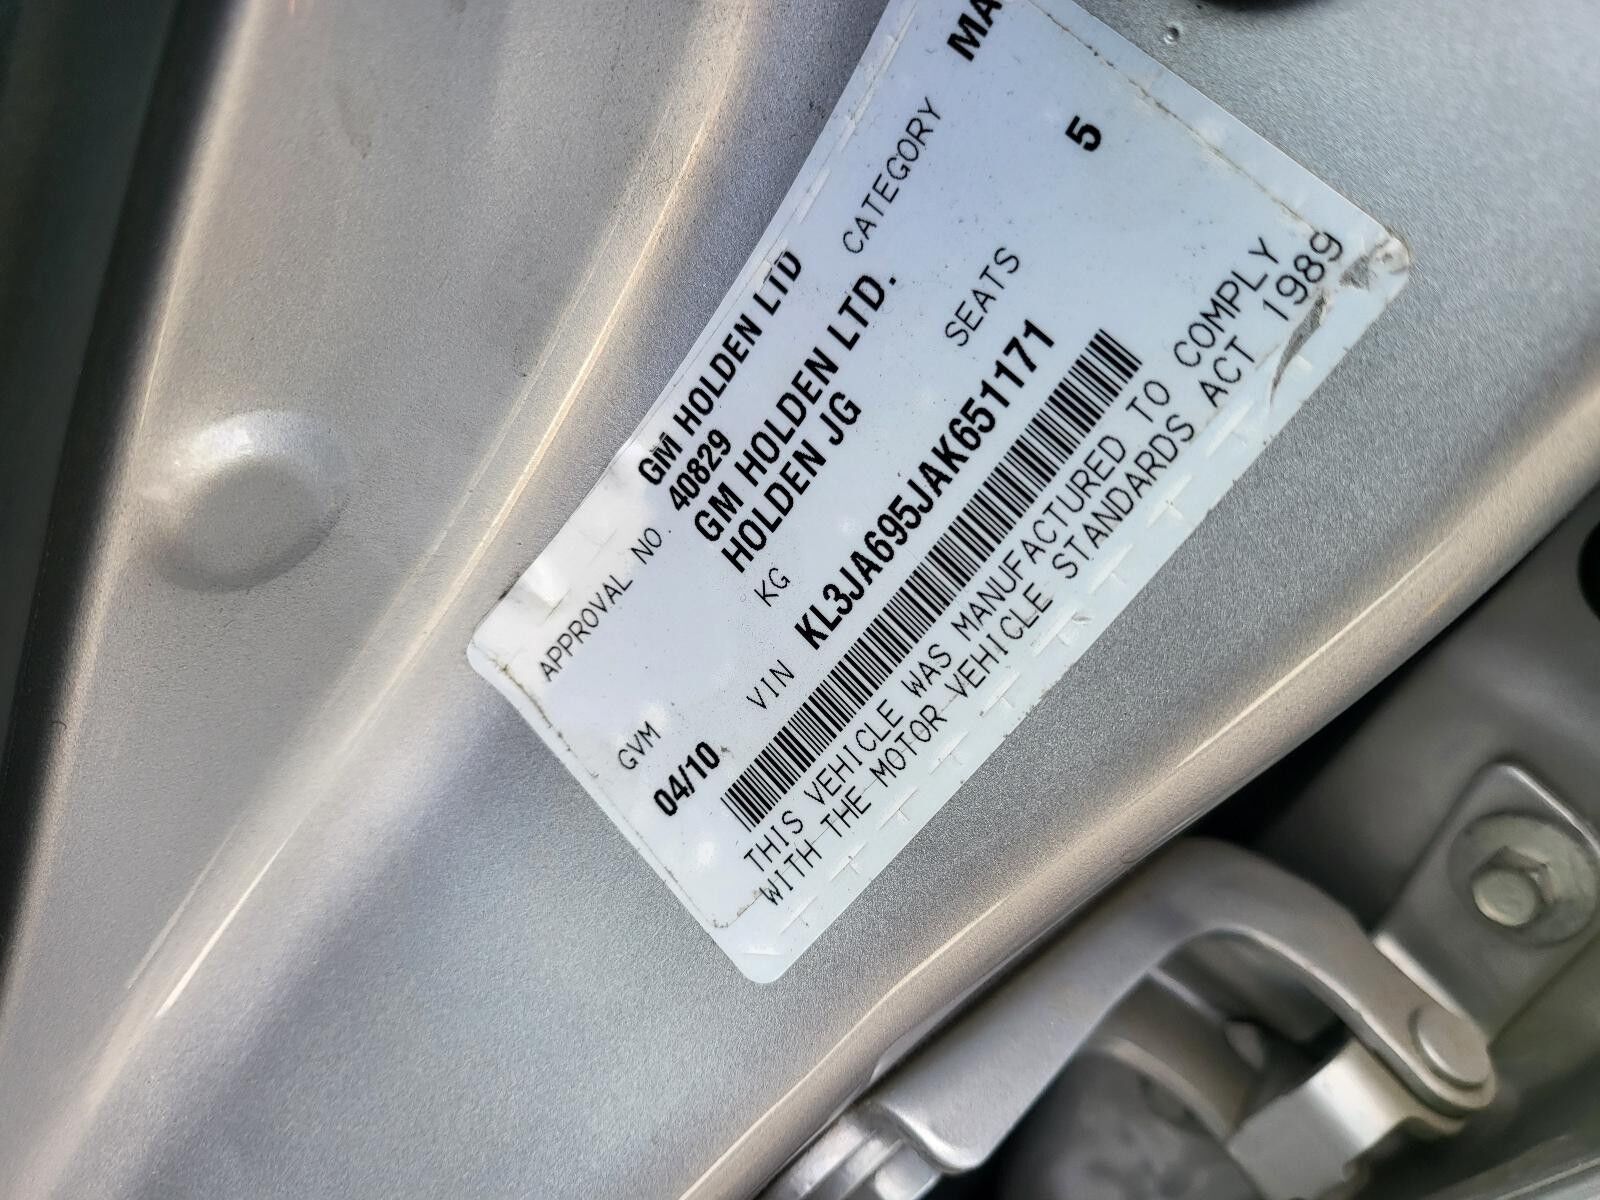 GM HOLDEN LTD
APPROVAL NO. 40829 CATEGORY
GM HOLDEN LTD.
HOLDEN JG
GVM KG SEATS 5
04/10 VIN KL3JA695JAK651171
THIS VEHICLE WAS MANUFACTURED TO COMPLY
WITH THE MOTOR VEHICLE STANDARDS ACT 1989